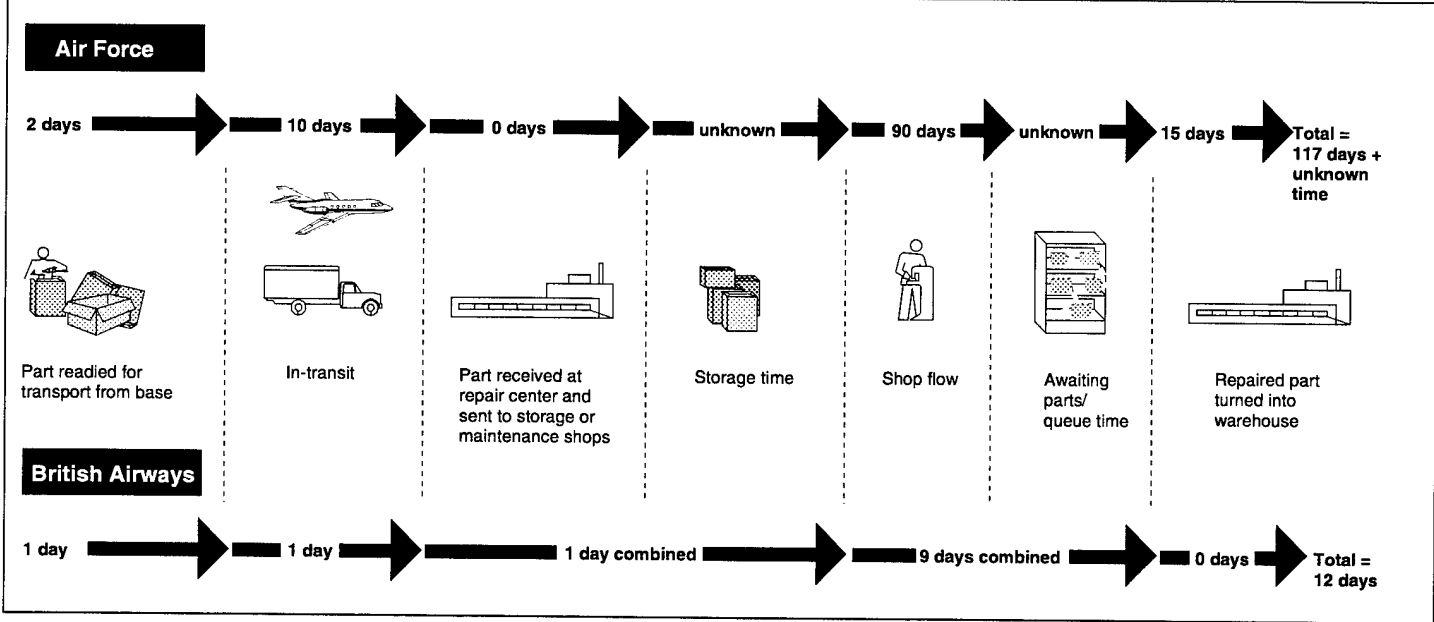 Air Force
2 days
10 days
0 days
unknown
90 days
unknown
15 days
Total =
117 days +
unknown
time
Part readied for
transport from base
In-transit
Part received at
repair center and
sent to storage or
maintenance shops
Storage time
Shop flow
Awaiting
parts/
queue time
Repaired part
turned into
warehouse
British Airways
1 day
1 day
1 day combined
9 days combined
0 days
Total =
12 days